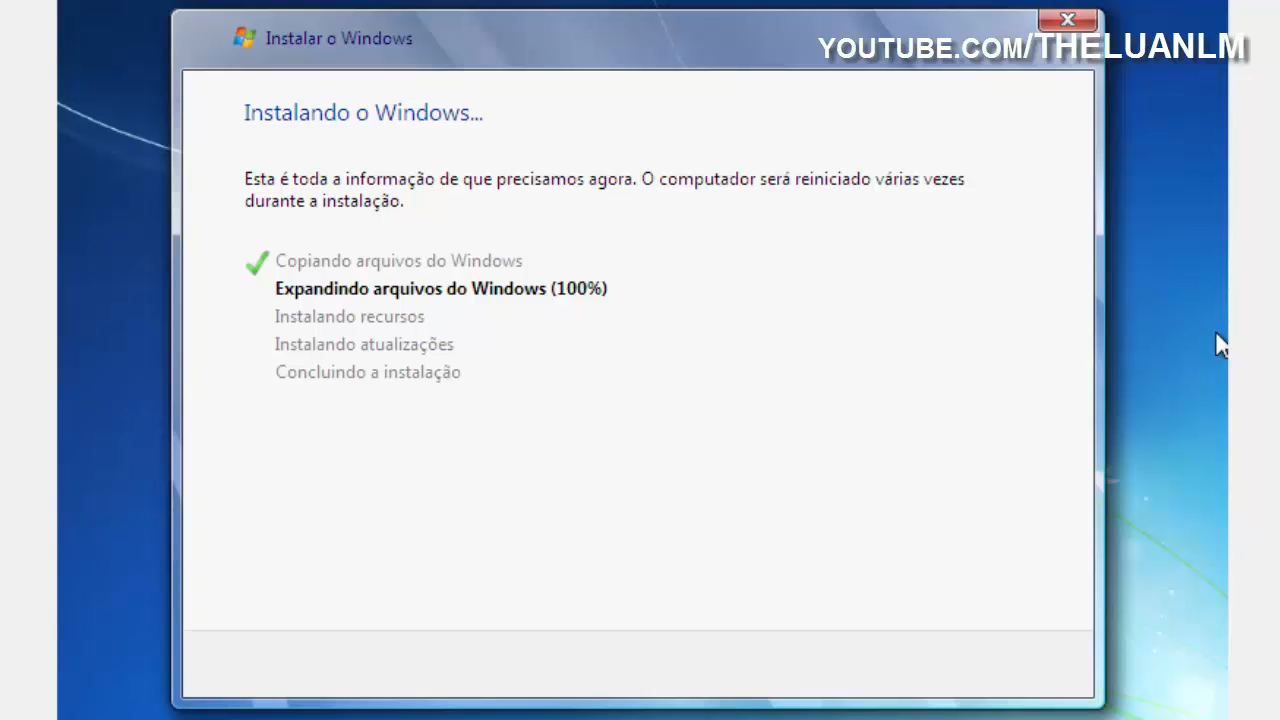 Instalar o Windows
YOUTUBE.COM/THELUANLM
Instalando o Windows...
Esta é toda a informação de que precisamos agora. O computador será reiniciado várias vezes
durante a instalação.
Copiando arquivos do Windows
Expandindo arquivos do Windows (100%)
Instalando recursos
Instalando atualizações
Concluindo a instalação